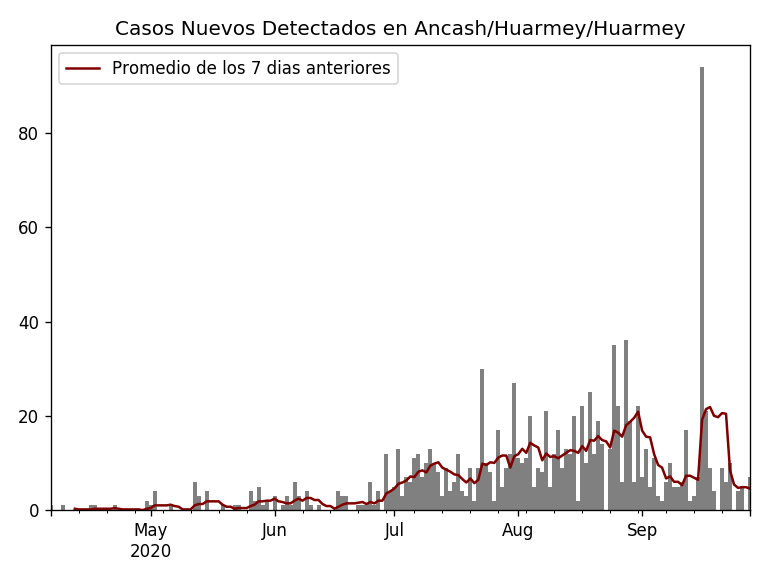 Casos Nuevos Detectados en Ancash/Huarmey/Huarmey
Promedio de los 7 dias anteriores
80
60
40
20
0
May Jun Jul Aug Sep
2020